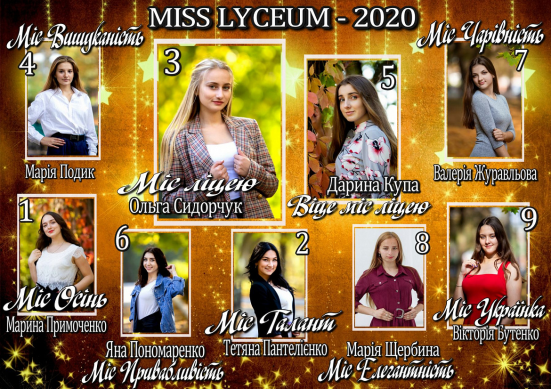 MISS LYCEUM - 2020
Міс Вишуканість
4
Марія Подик
3
Міс ліцею
Ольга Сидорчук
5
Дарина Купа
Віце міс ліцею
Міс Чарівність
7
Валерія Журавльова
1
Міс Осінь
Марина Примоченко
6
Яна Пономаренко
Міс Привабливість
2
Міс Талант
Тетяна Пантелієнко
8
Марія Щербина
Міс Елегантність
9
Міс Українка
Вікторія Бутенко